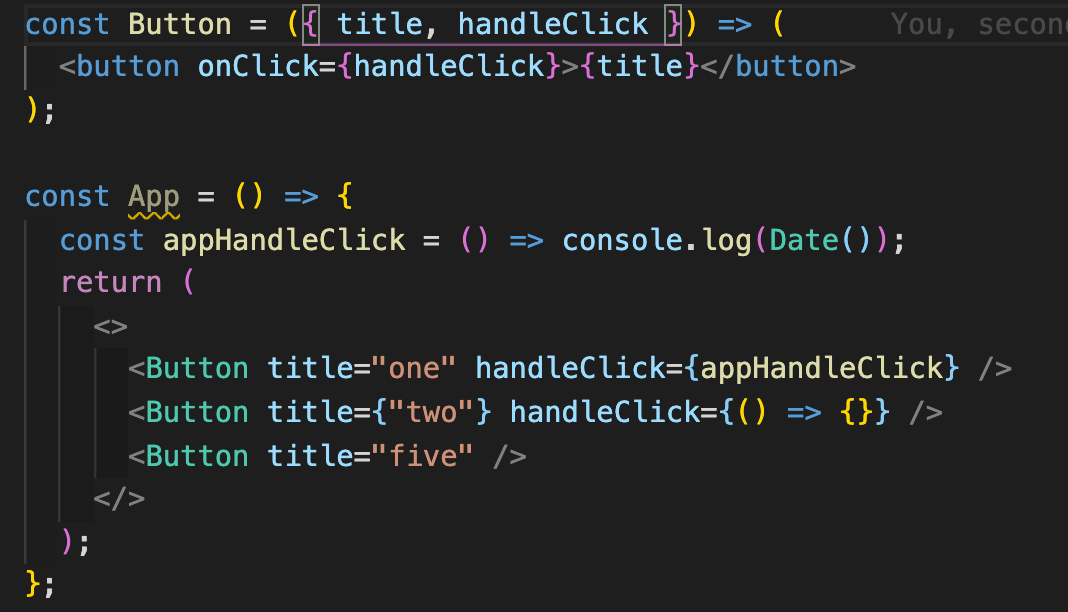 const Button = ({ title, handleClick }) => ( You,
<button onClick={handleClick}>{title}</button>
);
const App = () => {
const appHandleClick = () => console.log(Date());
return (
<>
<Button title="one" handleClick={appHandleClick} />
<Button title={"two"} handleClick={() => {}} />
<Button title="five" />
</>
);
};